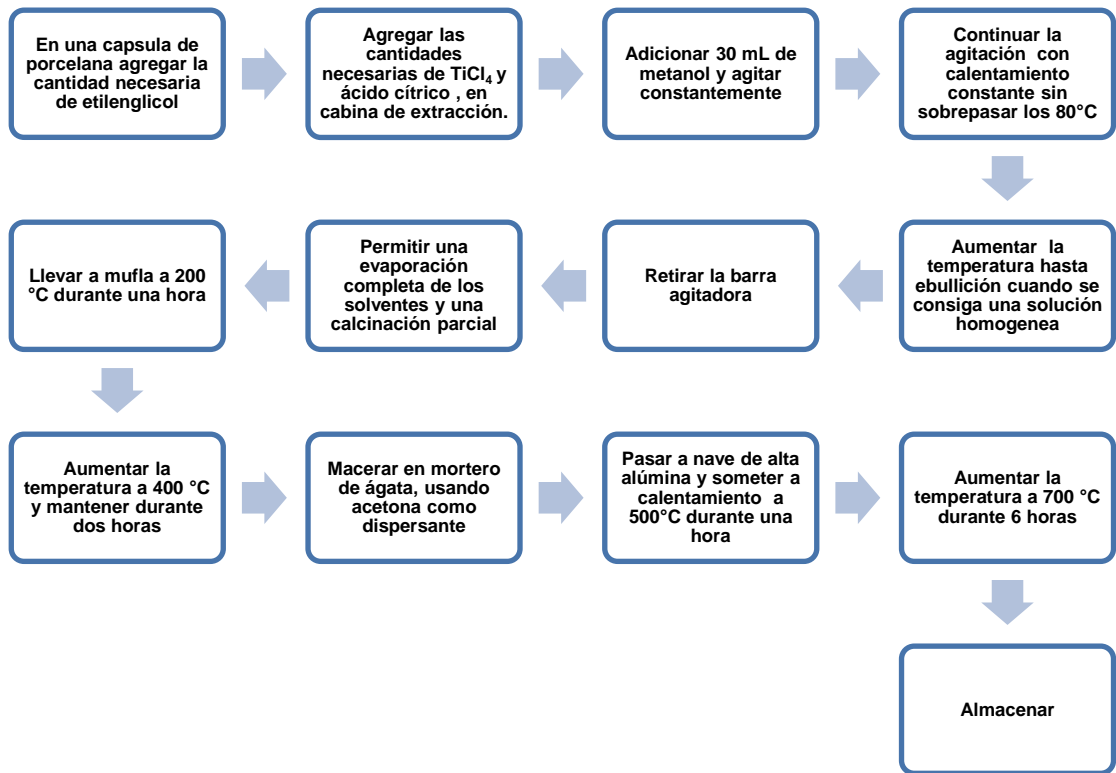 En una capsula de
porcelana agregar la
cantidad necesaria
de etilenglicol
Agregar las
cantidades
necesarias de TiCl₄ y
ácido cítrico , en
cabina de extracción.
Adicionar 30 mL de
metanol y agitar
constantemente
Continuar la
agitación con
calentamiento
constante sin
sobrepasar los 80°C
Aumentar la
temperatura hasta
ebullición cuando se
consiga una solución
homogenea
Retirar la barra
agitadora
Permitir una
evaporación
completa de los
solventes y una
calcinación parcial
Llevar a mufla a 200
°C durante una hora
Aumentar la
temperatura a 400 °C
y mantener durante
dos horas
Macerar en mortero
de ágata, usando
acetona como
dispersante
Pasar a nave de alta
alúmina y someter a
calentamiento a
500°C durante una
hora
Aumentar la
temperatura a 700 °C
durante 6 horas
Almacenar